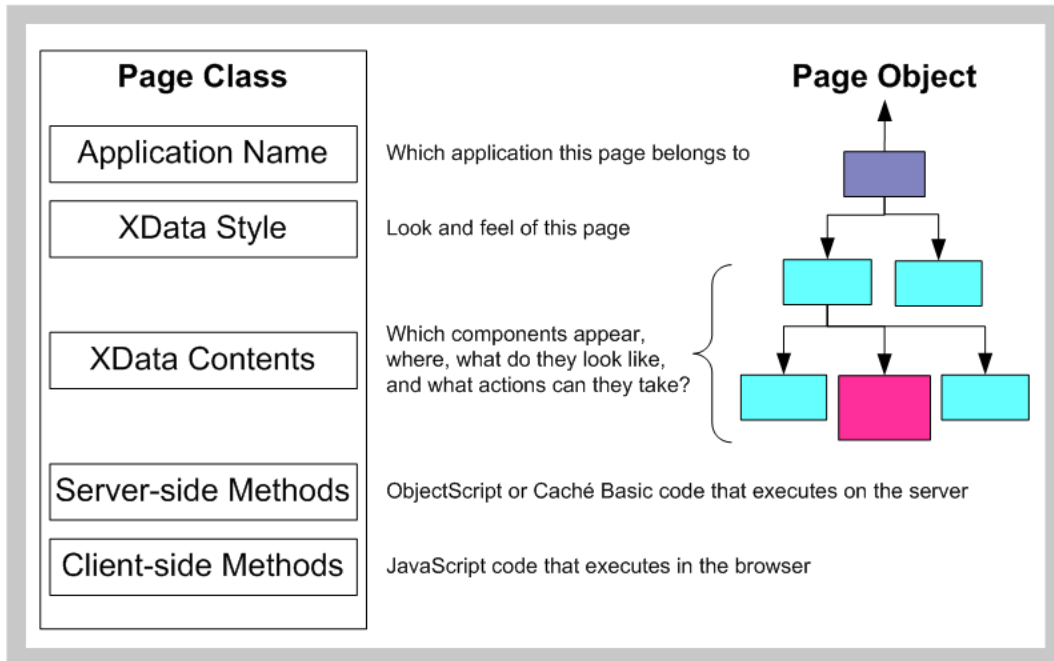 Page Class
Page Object
Application Name
Which application this page belongs to
XData Style
Look and feel of this page
XData Contents
Which components appear,
where, what do they look like,
and what actions can they take?
Server-side Methods
ObjectScript or Caché Basic code that executes on the server
Client-side Methods
JavaScript code that executes in the browser